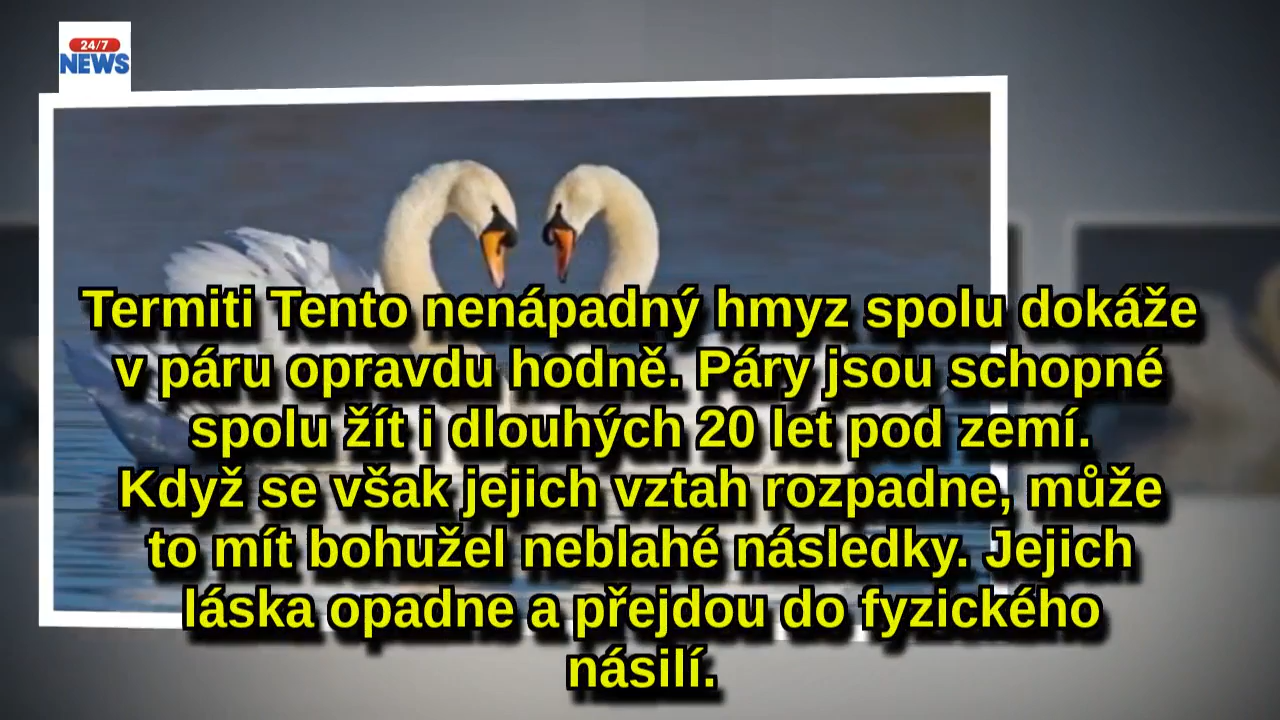 24/7
NEWS
Termiti Tento nenápadný hmyz spolu dokáže
v páru opravdu hodně. Páry jsou schopné
spolu žít i dlouhých 20 let pod zemí.
Když se však jejich vztah rozpadne, může
to mít bohužel neblahé následky. Jejich
láska opadne a přejdou do fyzického
násilí.